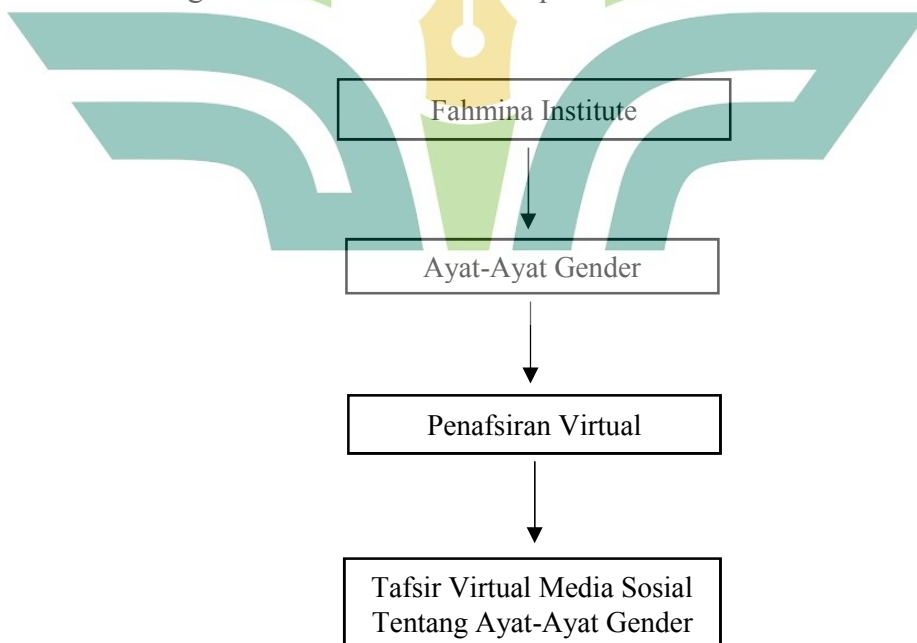 Fahmina Institute
Ayat-Ayat Gender
Penafsiran Virtual
Tafsir Virtual Media Sosial
Tentang Ayat-Ayat Gender